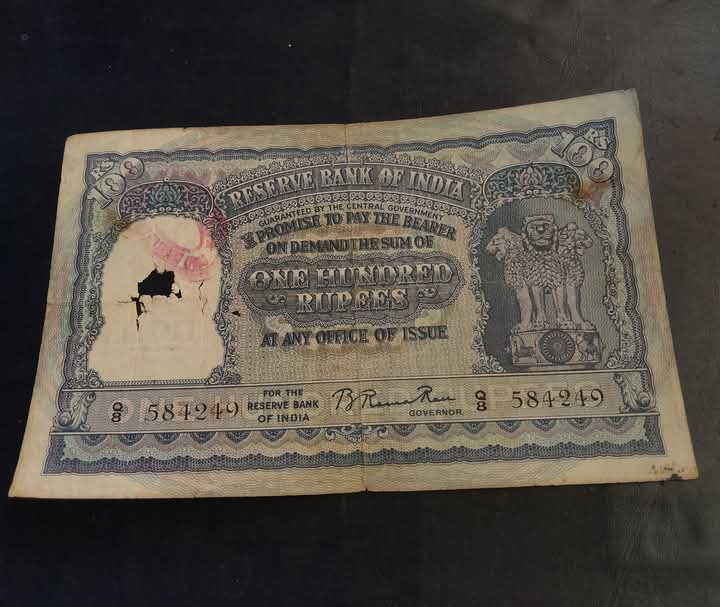 RS 100
RS 100
RESERVE BANK OF INDIA
GUARANTEED BY THE CENTRAL GOVERNMENT
I PROMISE TO PAY THE BEARER
ON DEMAND THE SUM OF
ONE HUNDRED
RUPEES
AT ANY OFFICE OF ISSUE
Q/8 584249
FOR THE
RESERVE BANK
OF INDIA
B Rama Rau
GOVERNOR
Q/8 584249